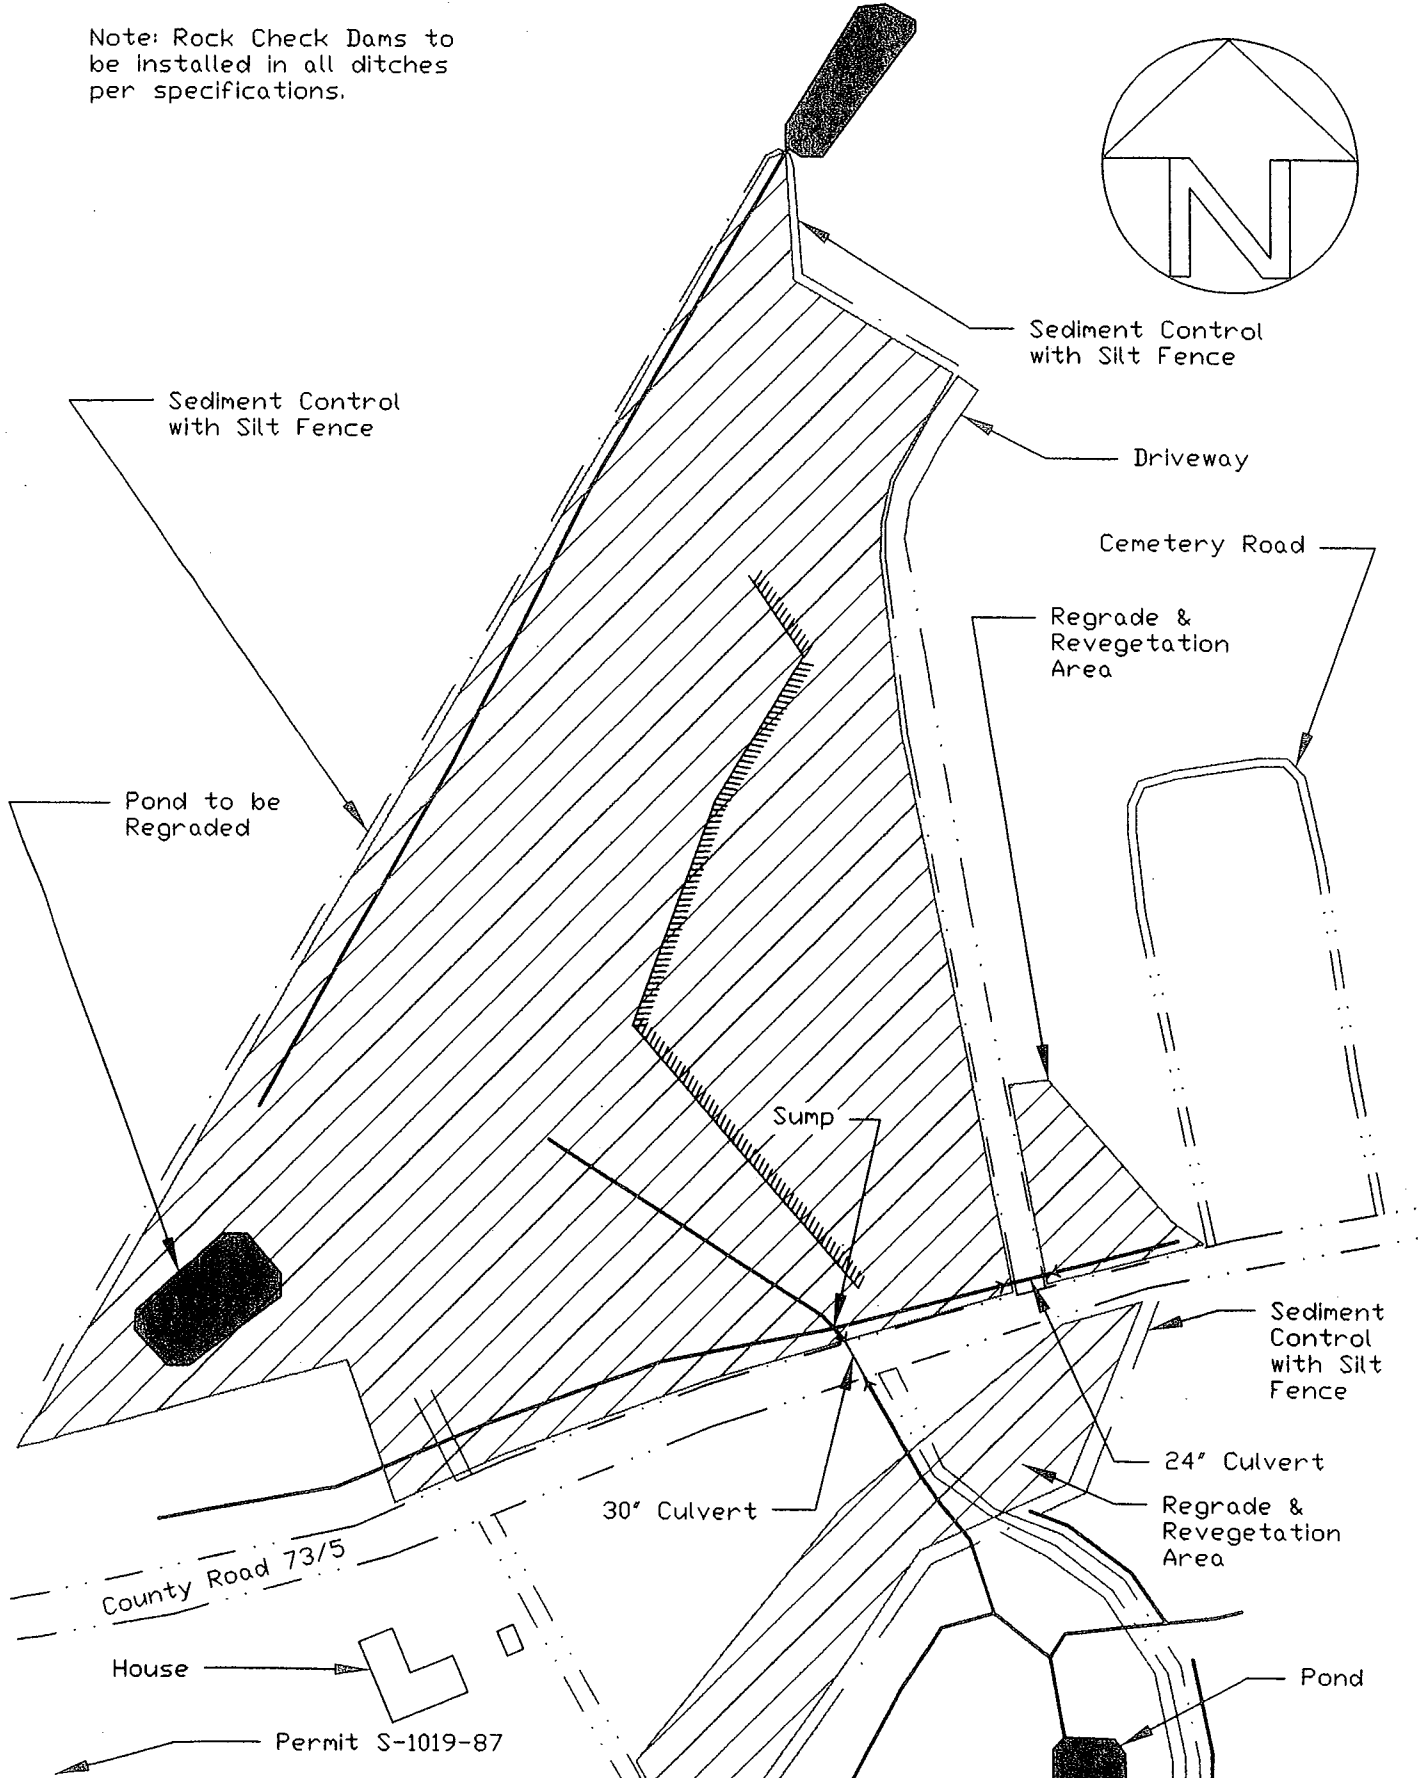 Note: Rock Check Dams to
be installed in all ditches
per specifications.
N
Sediment Control
with Silt Fence
Sediment Control
with Silt Fence
Driveway
Cemetery Road
Regrade &
Revegetation
Area
Pond to be
Regraded
Sump
Sediment
Control
with Silt
Fence
24" Culvert
30" Culvert
Regrade &
Revegetation
Area
County Road 73/5
House
Pond
Permit S-1019-87